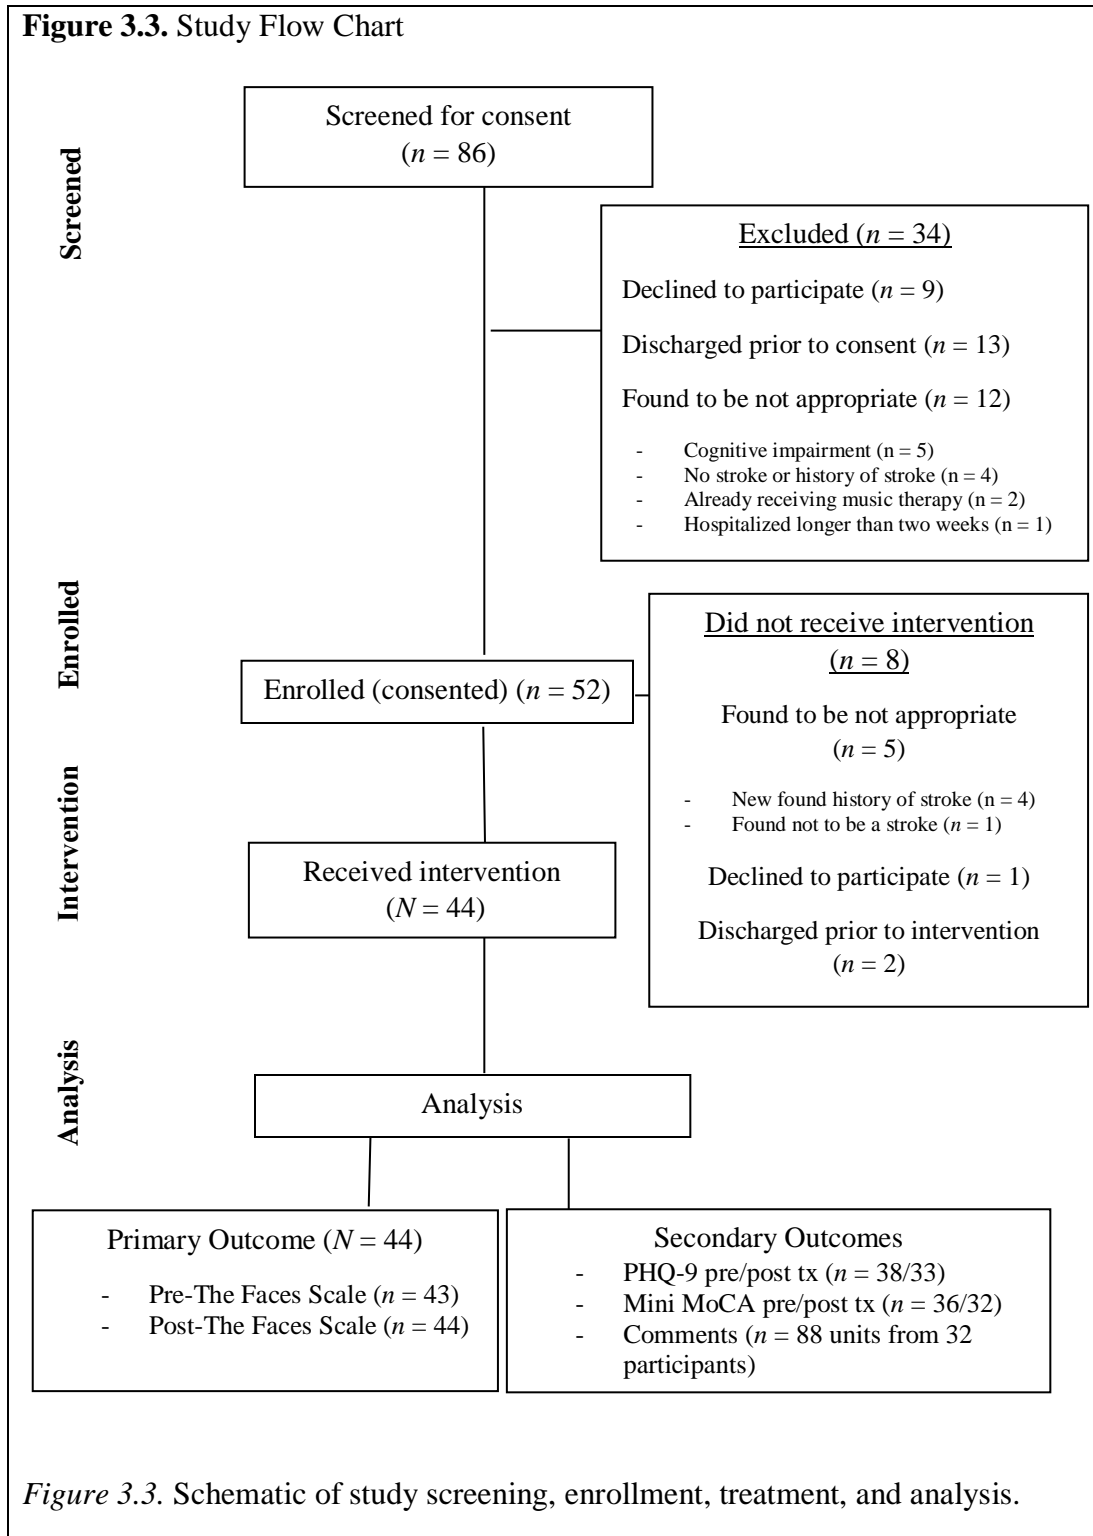 Figure 3.3. Study Flow Chart
Screened
Screened for consent
(n = 86)
Excluded (n = 34)
Declined to participate (n = 9)
Discharged prior to consent (n = 13)
Found to be not appropriate (n = 12)
- Cognitive impairment (n = 5)
- No stroke or history of stroke (n = 4)
- Already receiving music therapy (n = 2)
- Hospitalized longer than two weeks (n = 1)
Enrolled
Enrolled (consented) (n = 52)
Did not receive intervention
(n = 8)
Found to be not appropriate
(n = 5)
- New found history of stroke (n = 4)
- Found not to be a stroke (n = 1)
Declined to participate (n = 1)
Discharged prior to intervention
(n = 2)
Intervention
Received intervention
(N = 44)
Analysis
Analysis
Primary Outcome (N = 44)
- Pre-The Faces Scale (n = 43)
- Post-The Faces Scale (n = 44)
Secondary Outcomes
- PHQ-9 pre/post tx (n = 38/33)
- Mini MoCA pre/post tx (n = 36/32)
- Comments (n = 88 units from 32
participants)
Figure 3.3. Schematic of study screening, enrollment, treatment, and analysis.